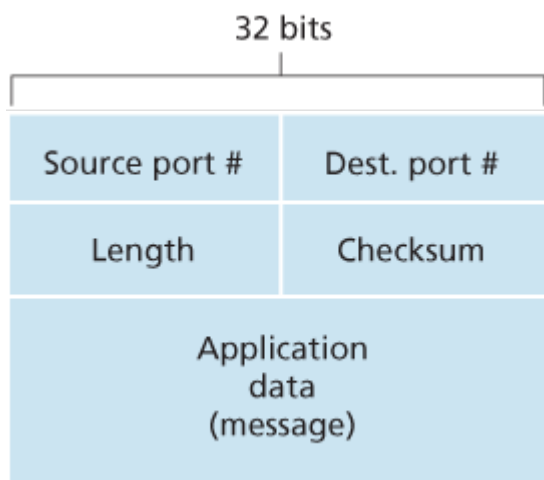 32 bits
Source port # Dest. port #
Length Checksum
Application
data
(message)